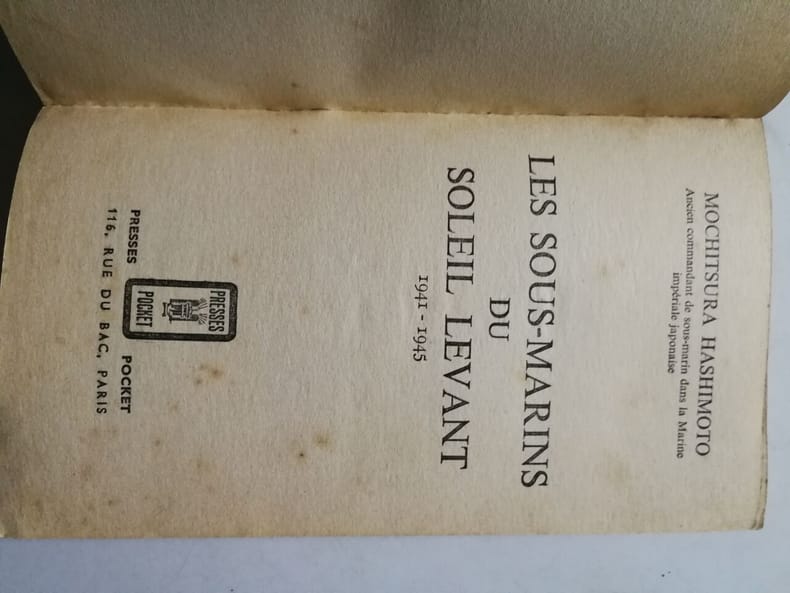 MOCHITSURA HASHIMOTO
Ancien commandant de sous-marin dans la Marine
impériale japonaise
LES SOUS-MARINS
DU
SOLEIL LEVANT
1941-1945
PRESSES
POCKET
PRESSES POCKET
116, RUE DU BAC, PARIS